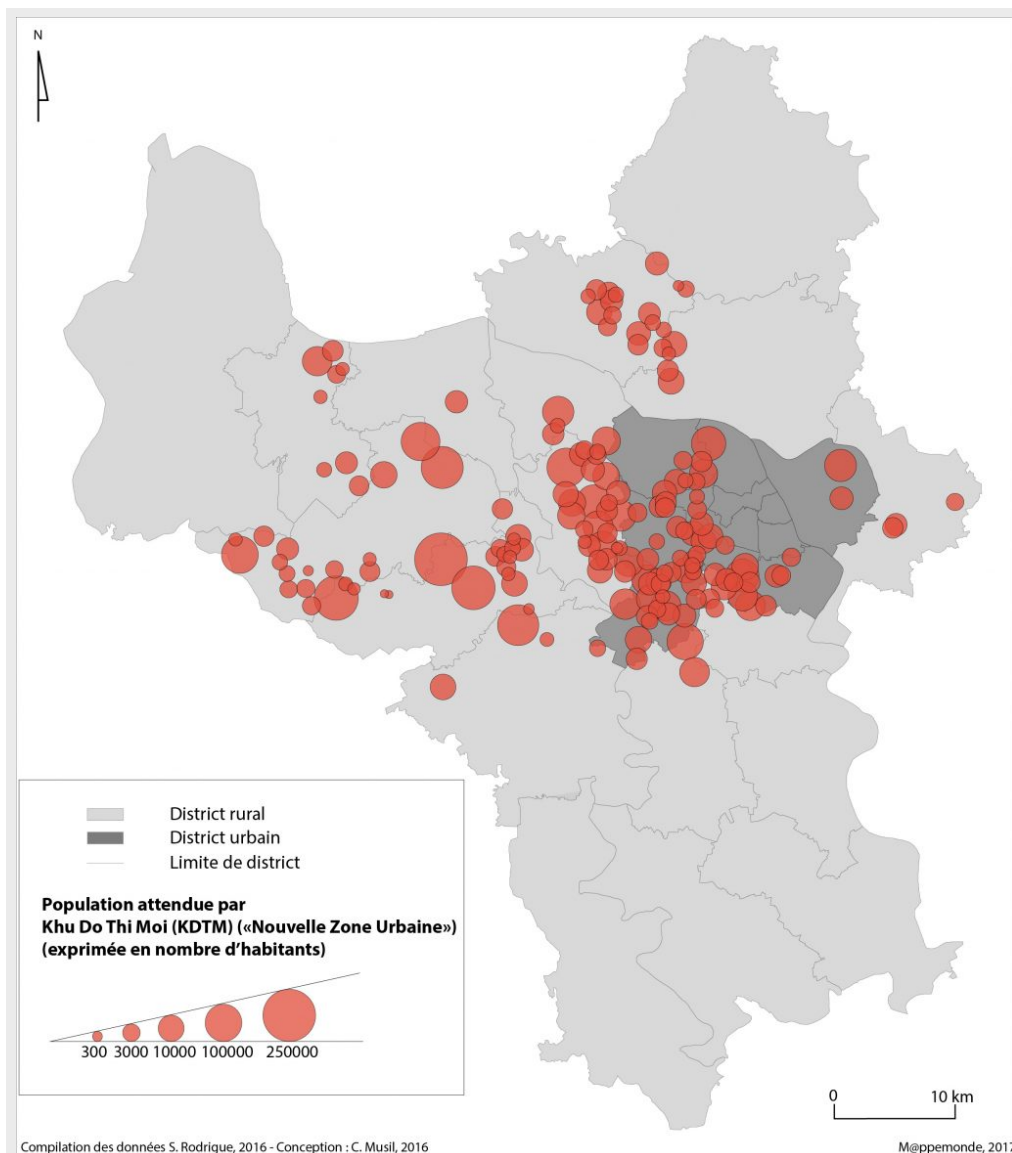 N
District rural
District urbain
Limite de district
Population attendue par
Khu Do Thi Moi (KDTM) («Nouvelle Zone Urbaine»)
(exprimée en nombre d’habitants)
300 3000 10000 100000 250000
0 10 km
Compilation des données S. Rodrigue, 2016 - Conception : C. Musil, 2016
M@ppemonde, 2017